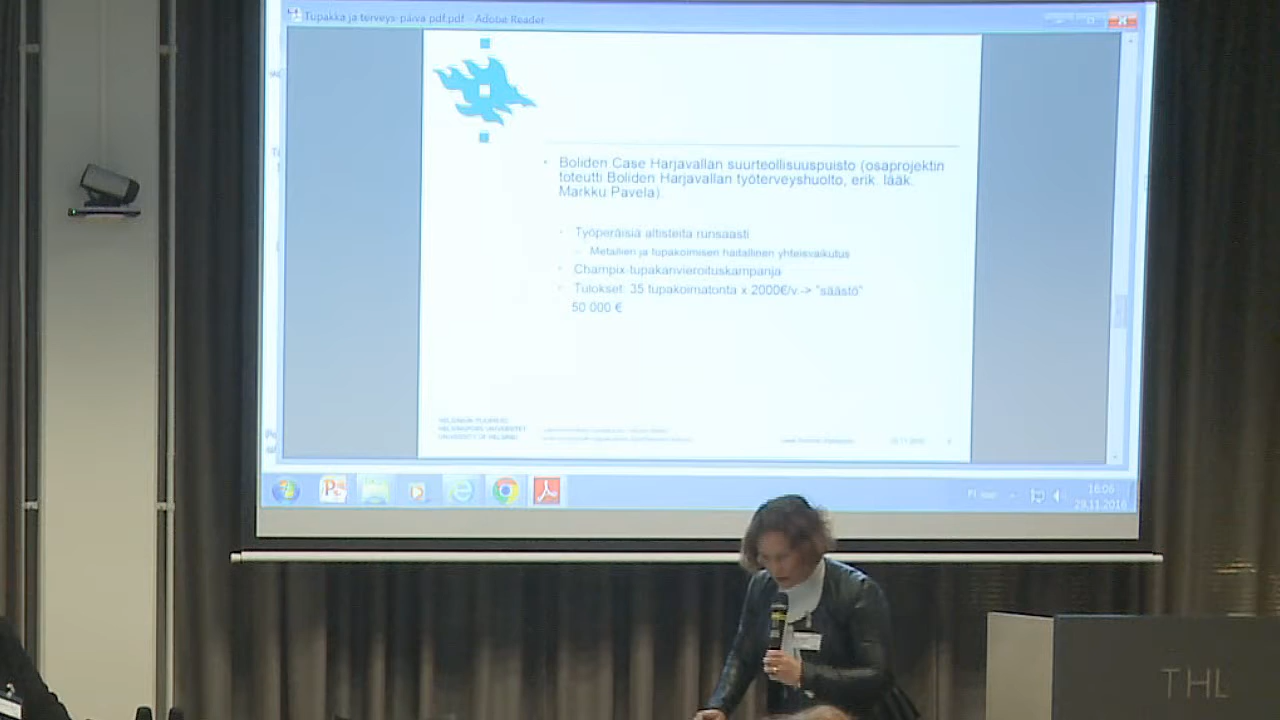 Tupakka ja terveys-päivä pdf.pdf - Adobe Reader
Boliden Case Harjavallan suurteollisuuspuisto (osaprojektin
toteutti Boliden Harjavallan työterveyshuolto, erik. lääk.
Markku Pavela).
Työperäisiä altisteita runsaasti
Metallien ja tupakoimisen haitallinen yhteisvaikutus
Champix-tupakanvieroituskampanja
Tulokset: 35 tupakoimatonta x 2000€/v -> "säästö"
50 000 €
HELSINGIN YLIOPISTO
HELSINGFORS UNIVERSITET
UNIVERSITY OF HELSINKI
16:06
29.11.2016
THL